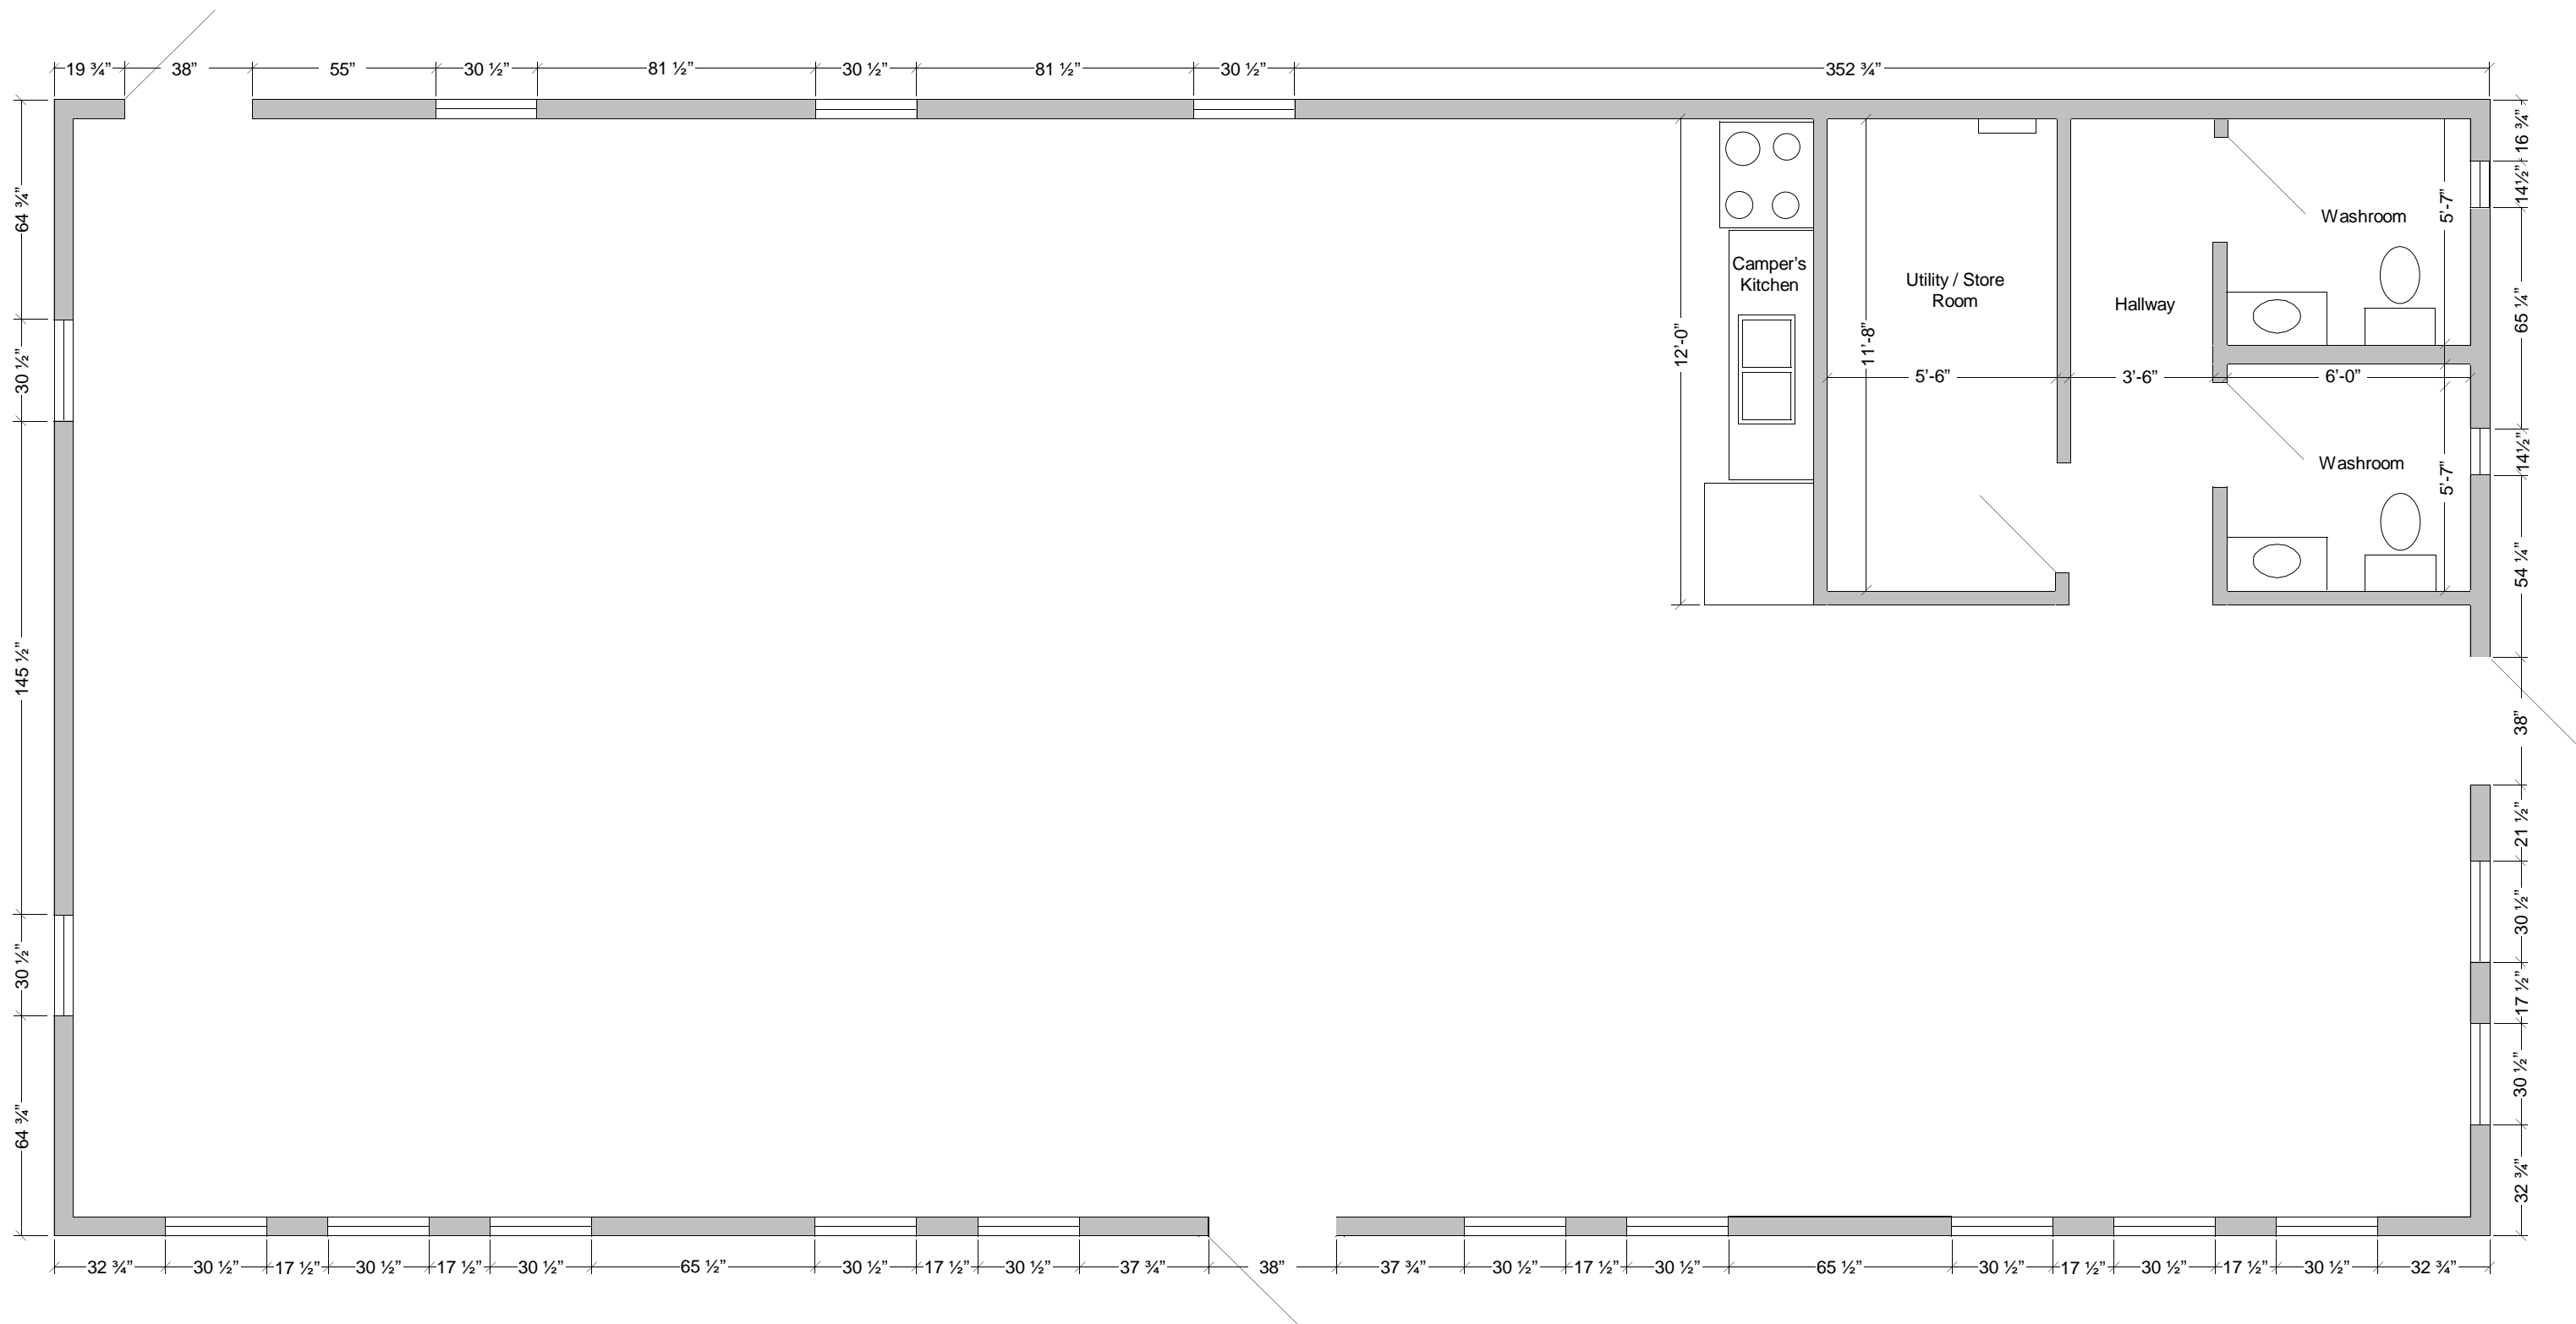 19 ¾” 38” 55” 30 ½” 81 ½” 30 ½” 81 ½” 30 ½” 352 ¾”
64 ¾”
30 ½”
145 ½”
30 ½”
64 ¾”
Camper’s
Kitchen
12’-0”
11’-8”
Utility / Store
Room
Hallway
Washroom
5’-7”
5’-6” 3’-6” 6’-0”
Washroom
5’-7”
16 ¾”
14½”
65 ¼”
14½”
54 ¼”
38”
21 ½”
30 ½”
17 ½”
30 ½”
32 ¾”
32 ¾” 30 ½” 17 ½” 30 ½” 17 ½” 30 ½” 65 ½” 30 ½” 17 ½” 30 ½” 37 ¾” 38” 37 ¾” 30 ½” 17 ½” 30 ½” 65 ½” 30 ½” 17 ½” 30 ½” 17 ½” 30 ½” 32 ¾”